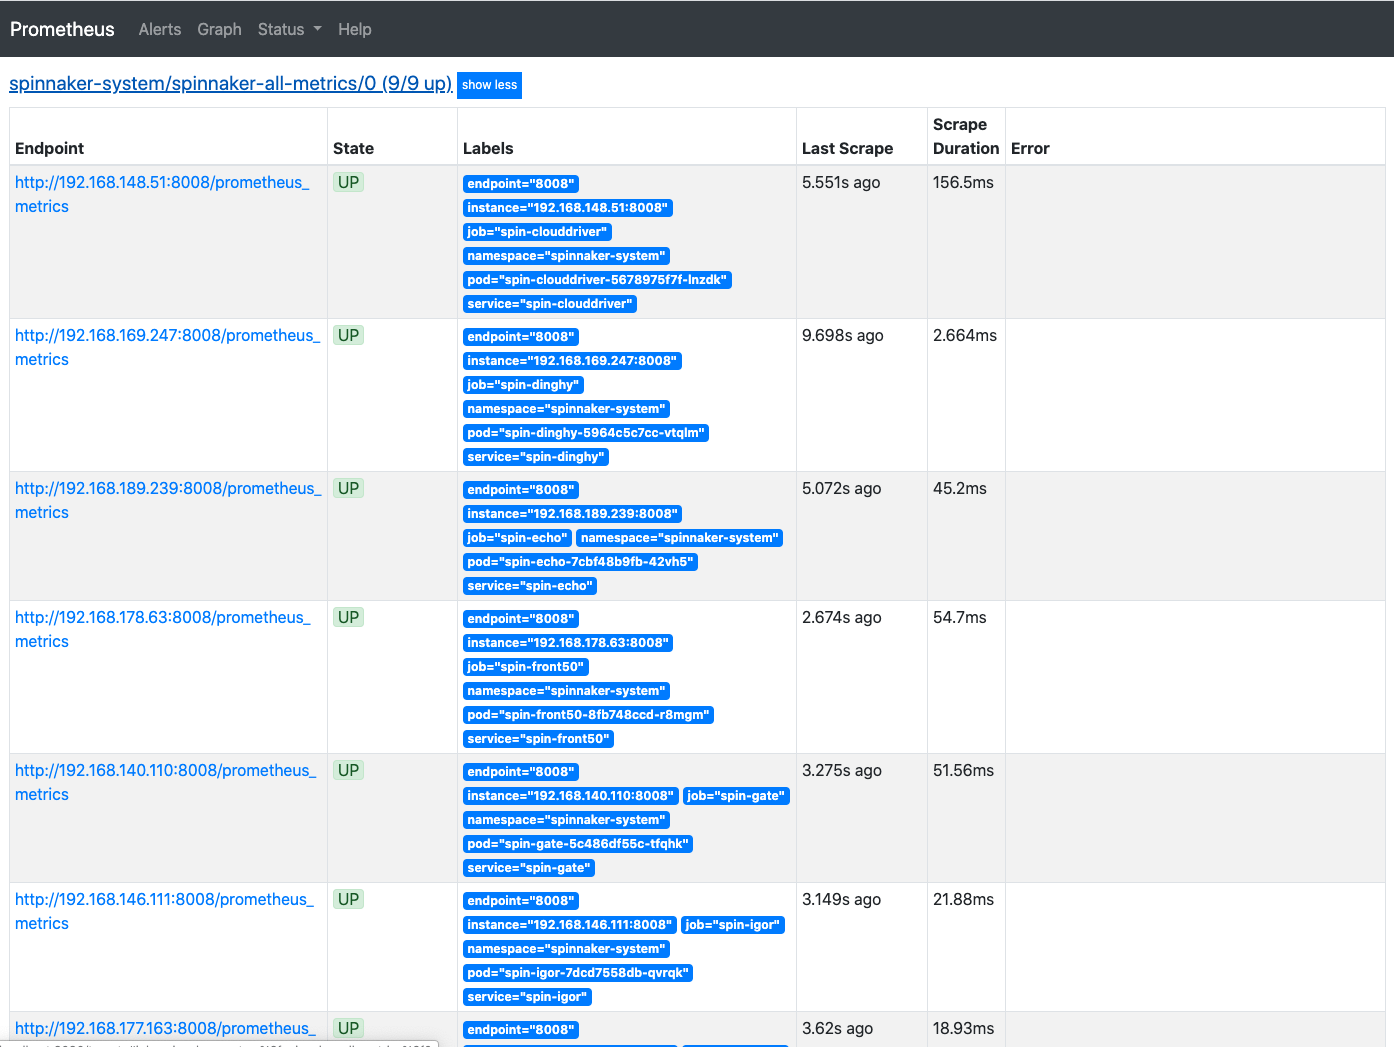 Prometheus Alerts Graph Status Help
spinnaker-system/spinnaker-all-metrics/0 (9/9 up) show less
Endpoint State Labels Last Scrape Scrape Duration Error
http://192.168.148.51:8008/prometheus_ UP endpoint="8008" 5.551s ago 156.5ms
metrics instance="192.168.148.51:8008"
job="spin-clouddriver"
namespace="spinnaker-system"
pod="spin-clouddriver-5678975f7f-lnzdk"
service="spin-clouddriver"
http://192.168.169.247:8008/prometheus_ UP endpoint="8008" 9.698s ago 2.664ms
metrics instance="192.168.169.247:8008"
job="spin-dinghy"
namespace="spinnaker-system"
pod="spin-dinghy-5964c5c7cc-vtqlm"
service="spin-dinghy"
http://192.168.189.239:8008/prometheus_ UP endpoint="8008" 5.072s ago 45.2ms
metrics instance="192.168.189.239:8008"
job="spin-echo" namespace="spinnaker-system"
pod="spin-echo-7cbf48b9fb-42vh5"
service="spin-echo"
http://192.168.178.63:8008/prometheus_ UP endpoint="8008" 2.674s ago 54.7ms
metrics instance="192.168.178.63:8008"
job="spin-front50"
namespace="spinnaker-system"
pod="spin-front50-8fb748ccd-r8mgm"
service="spin-front50"
http://192.168.140.110:8008/prometheus_ UP endpoint="8008" 3.275s ago 51.56ms
metrics instance="192.168.140.110:8008" job="spin-gate"
namespace="spinnaker-system"
pod="spin-gate-5c486df55c-tfqhk"
service="spin-gate"
http://192.168.146.111:8008/prometheus_ UP endpoint="8008" 3.149s ago 21.88ms
metrics instance="192.168.146.111:8008" job="spin-igor"
namespace="spinnaker-system"
pod="spin-igor-7dcd7558db-qvrqk"
service="spin-igor"
http://192.168.177.163:8008/prometheus_ UP endpoint="8008" 3.62s ago 18.93ms